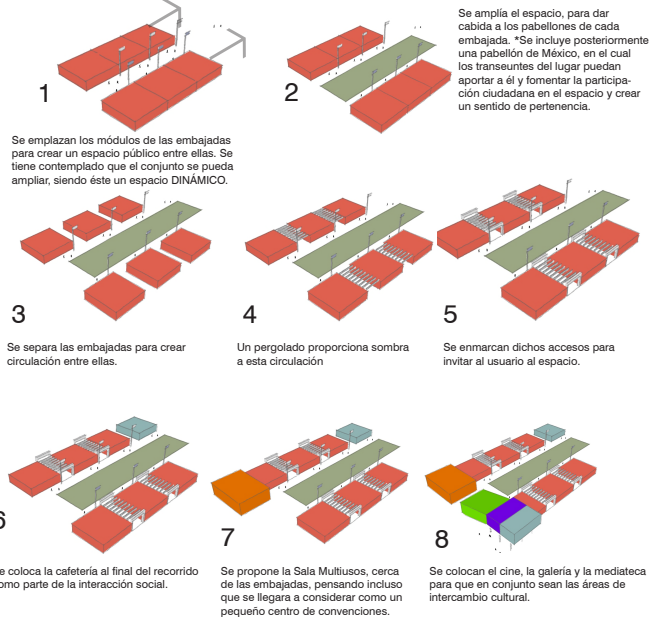 1
Se emplazan los módulos de las embajadas
para crear un espacio público entre ellas. Se
tiene contemplado que el conjunto se pueda
ampliar, siendo éste un espacio DINÁMICO.
2
Se amplía el espacio, para dar
cabida a los pabellones de cada
embajada. *Se incluye posteriormente
una pabellón de México, en el cual
los transeuntes del lugar puedan
aportar a él y fomentar la participa-
ción ciudadana en el espacio y crear
un sentido de pertenencia.
3
Se separa las embajadas para crear
circulación entre ellas.
4
Un pergolado proporciona sombra
a esta circulación
5
Se enmarcan dichos accesos para
invitar al usuario al espacio.
6
e coloca la cafetería al final del recorrido
omo parte de la interacción social.
7
Se propone la Sala Multiusos, cerca
de las embajadas, pensando incluso
que se llegara a considerar como un
pequeño centro de convenciones.
8
Se colocan el cine, la galería y la mediateca
para que en conjunto sean las áreas de
intercambio cultural.